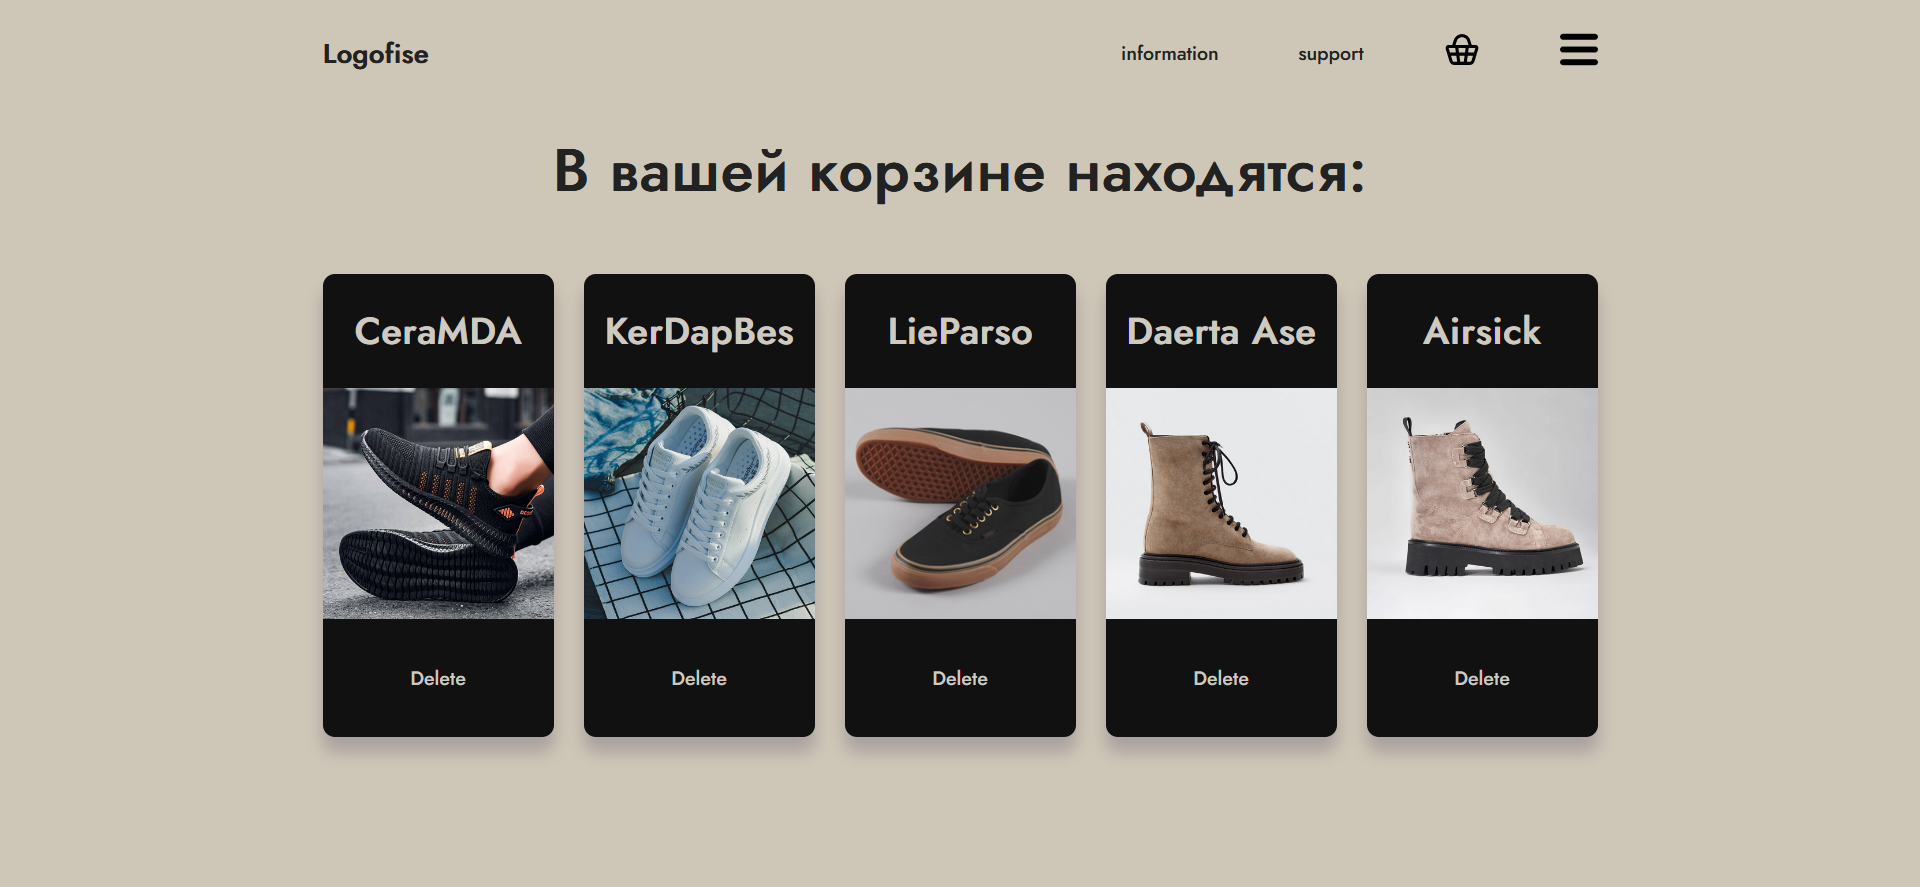 Logofise
information
support
В вашей корзине находятся:
CeraMDA
KerDapBes
LieParso
Daerta Ase
Airsick
Delete
Delete
Delete
Delete
Delete